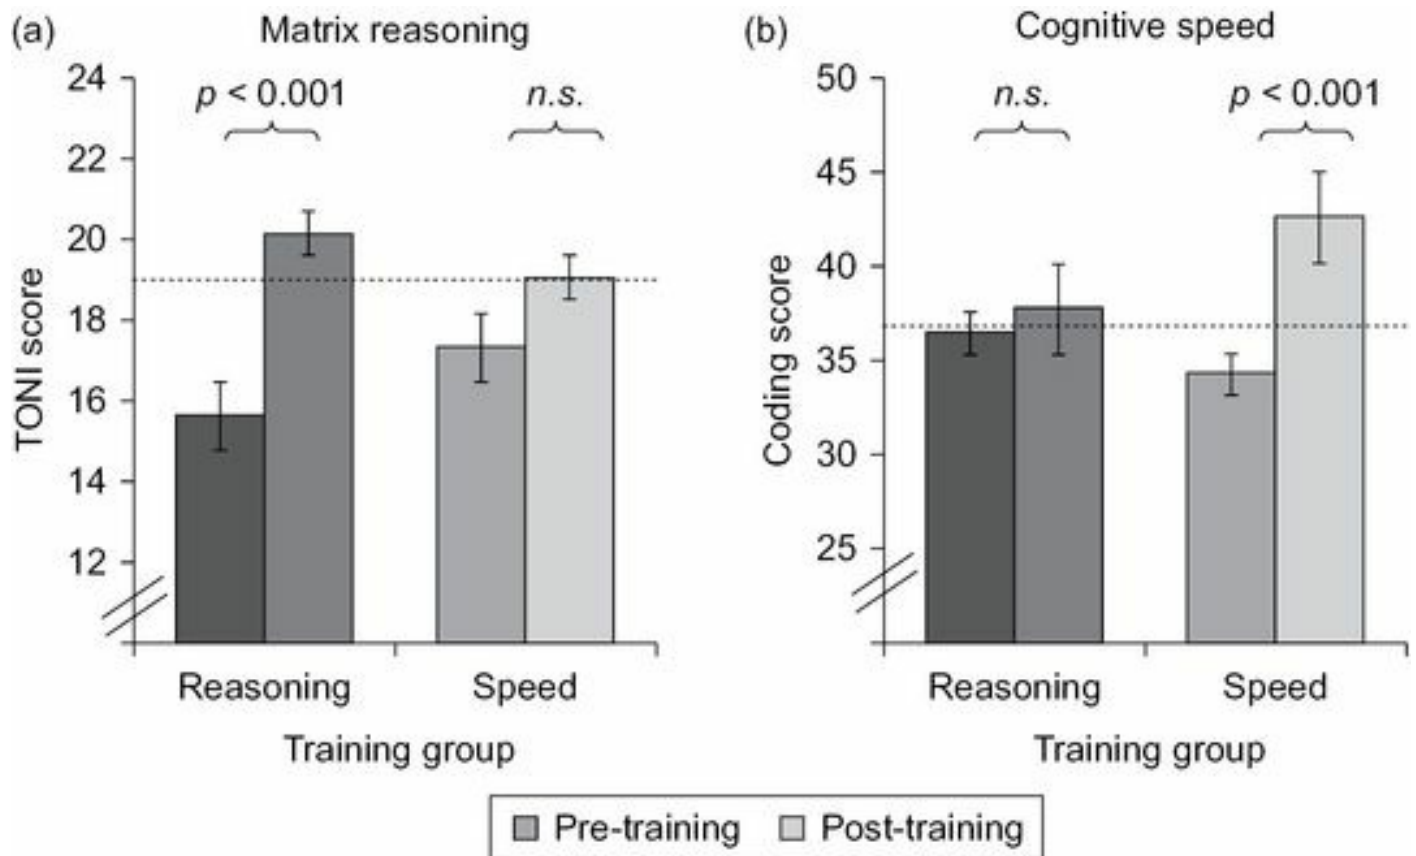 (a) Matrix reasoning
24
22
20
18
16
14
12
TONI score
p < 0.001
n.s.
Reasoning
Speed
Training group
(b) Cognitive speed
50
45
40
35
30
25
Coding score
n.s.
p < 0.001
Reasoning
Speed
Training group
Pre-training Post-training